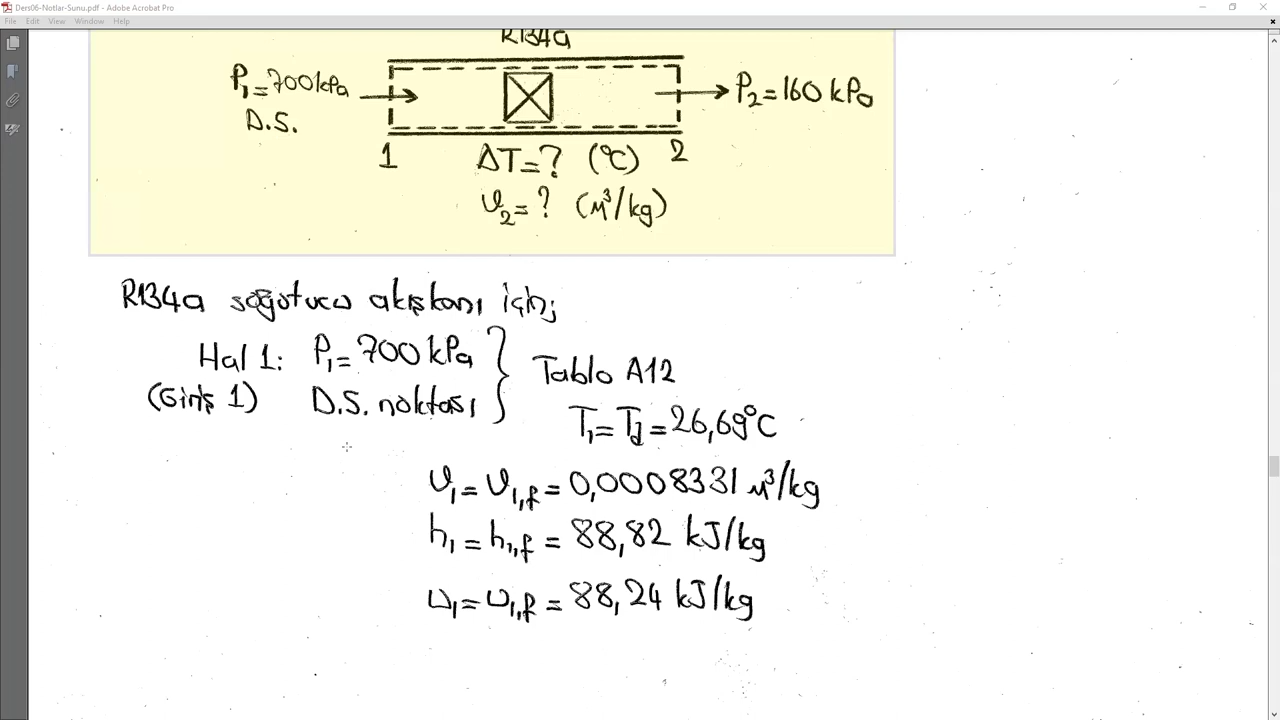 Ders06-Notlar-Sunu.pdf - Adobe Acrobat Pro
File Edit View Window Help
R134a
P₁=700kPa
D.S.
P₂=160 kPa
1
ΔT=? (°C)
2
υ₂=? (m³/kg)
R134a soğutucu akışkanı için;
Hal 1: P₁=700 kPa
(Giriş 1) D.S. noktası
Tablo A12
T₁=Td=26,69°C
υ₁=υ₁,f=0,0008331 m³/kg
h₁=h₁,f=88,82 kJ/kg
u₁=u₁,f=88,24 kJ/kg